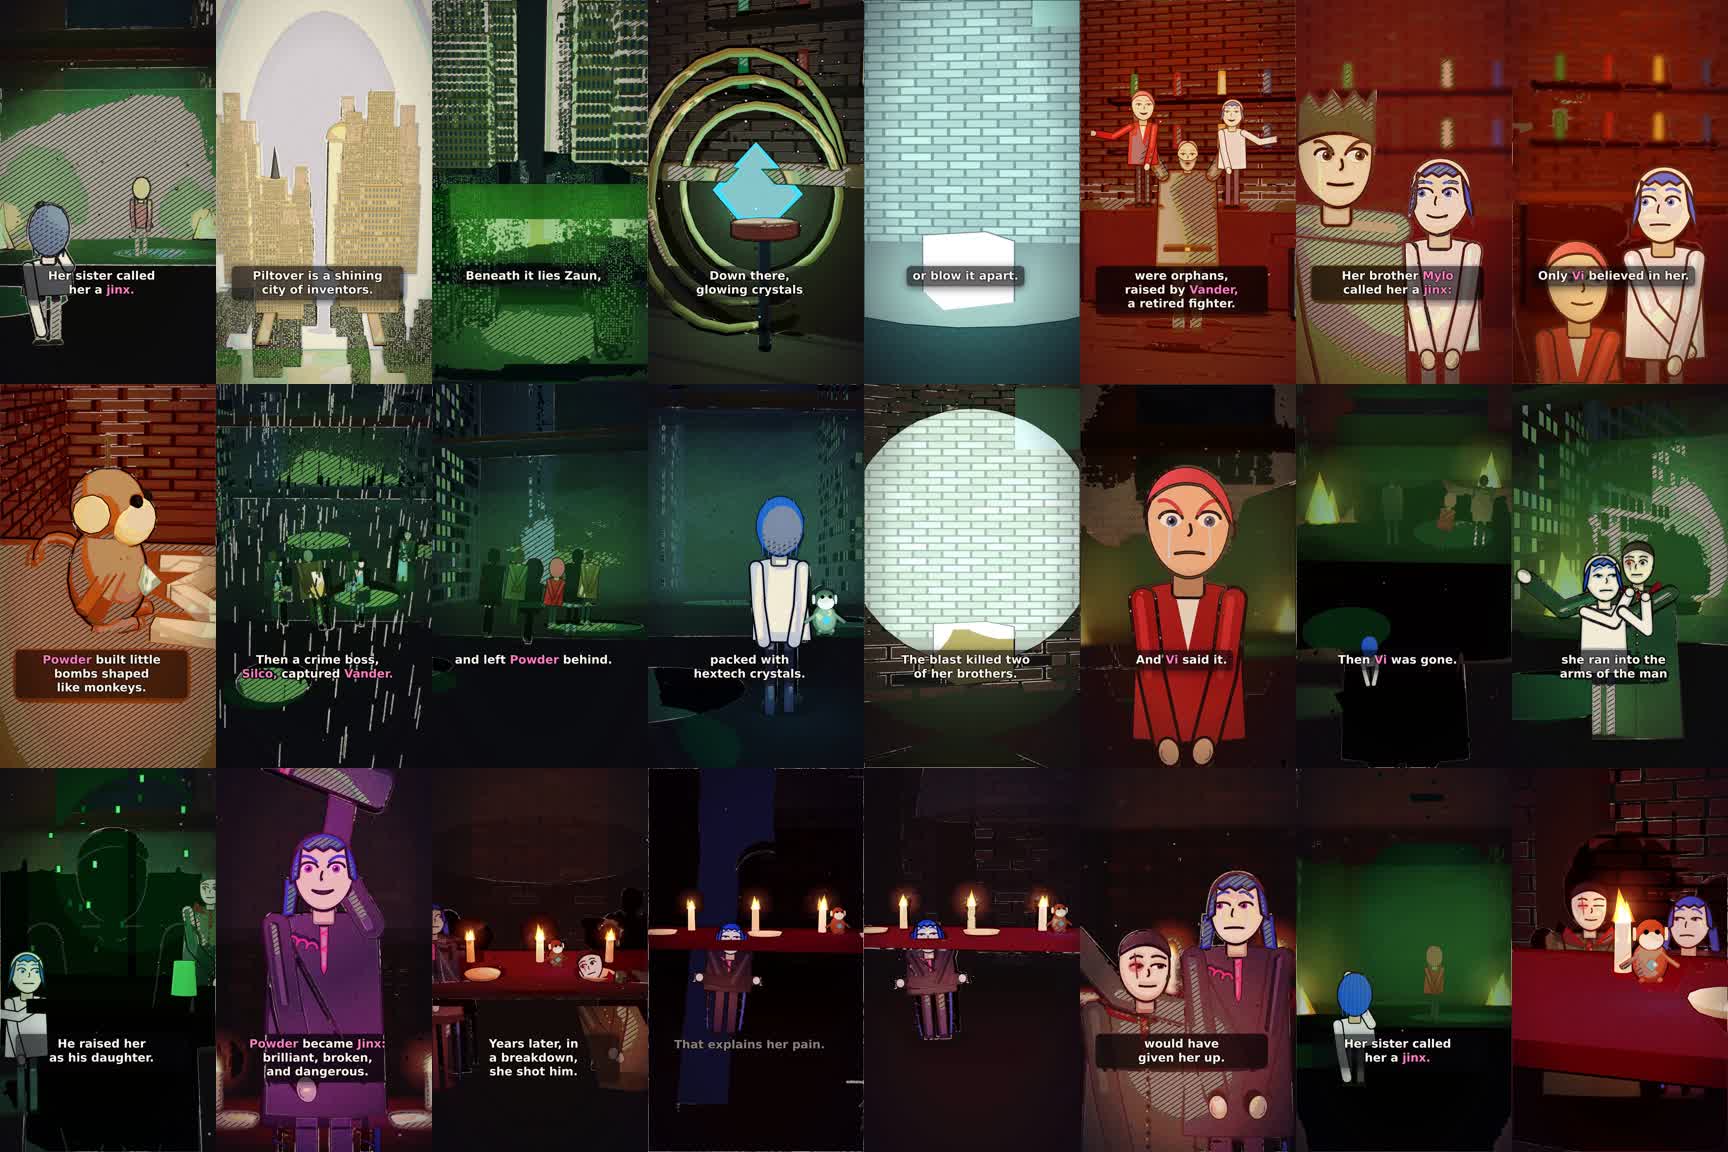 Her sister called
her a jinx.
Piltover is a shining
city of inventors.
Beneath it lies Zaun,
Down there,
glowing crystals
or blow it apart.
were orphans,
raised by Vander,
a retired fighter.
Her brother Mylo
called her a jinx:
Only Vi believed in her.
Powder built little
bombs shaped
like monkeys.
Then a crime boss,
Silco, captured Vander.
and left Powder behind.
packed with
hextech crystals.
The blast killed two
of her brothers.
And Vi said it.
Then Vi was gone.
she ran into the
arms of the man
He raised her
as his daughter.
Powder became Jinx:
brilliant, broken,
and dangerous.
Years later, in
a breakdown,
she shot him.
That explains her pain.
would have
given her up.
Her sister called
her a jinx.